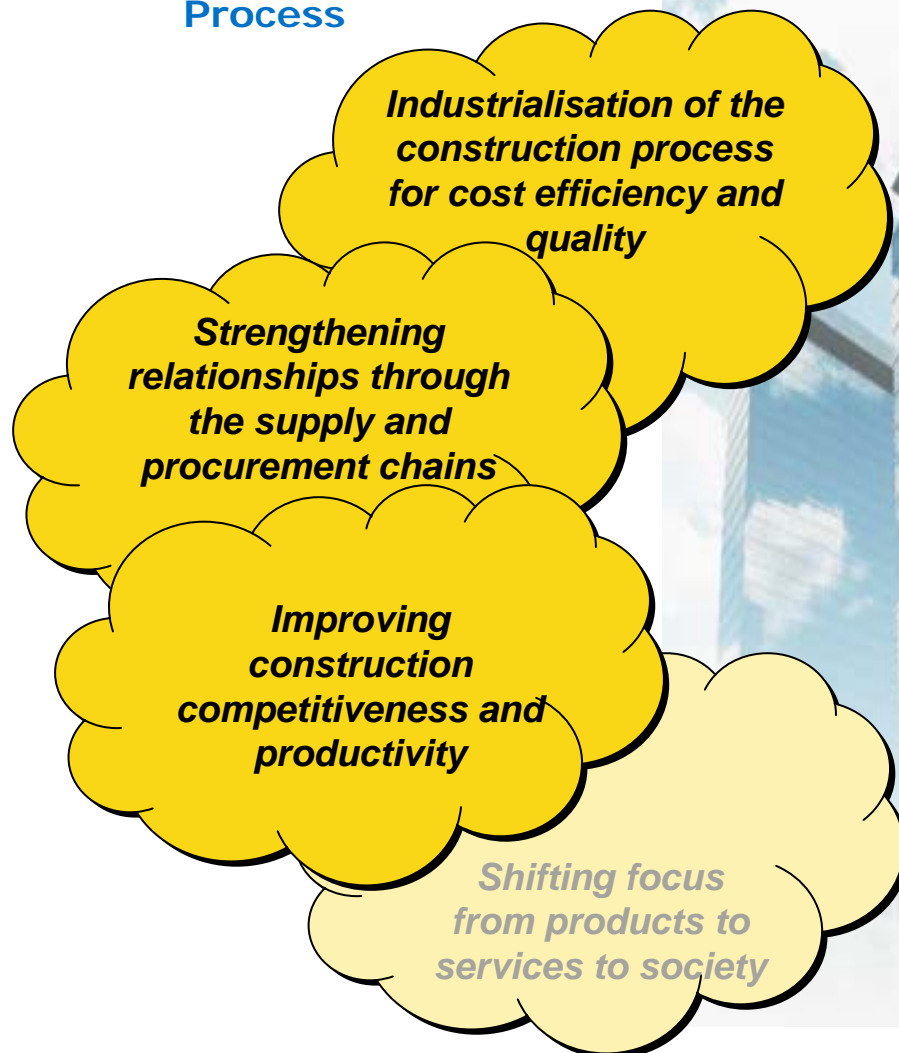 Process
Industrialisation of the
construction process
for cost efficiency and
quality
Strengthening
relationships through
the supply and
procurement chains
Improving
construction
competitiveness and
productivity
Shifting focus
from products to
services to society